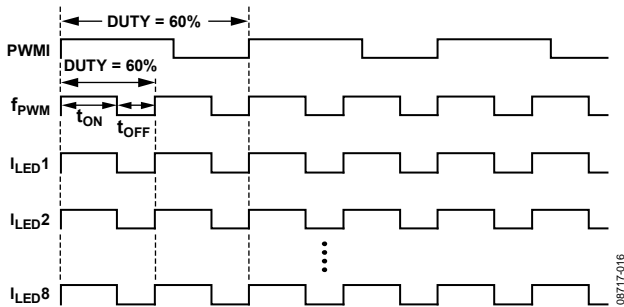 DUTY = 60%
PWMI
DUTY = 60%
fPWM
tON
tOFF
ILED1
ILED2
ILED8
08717-016